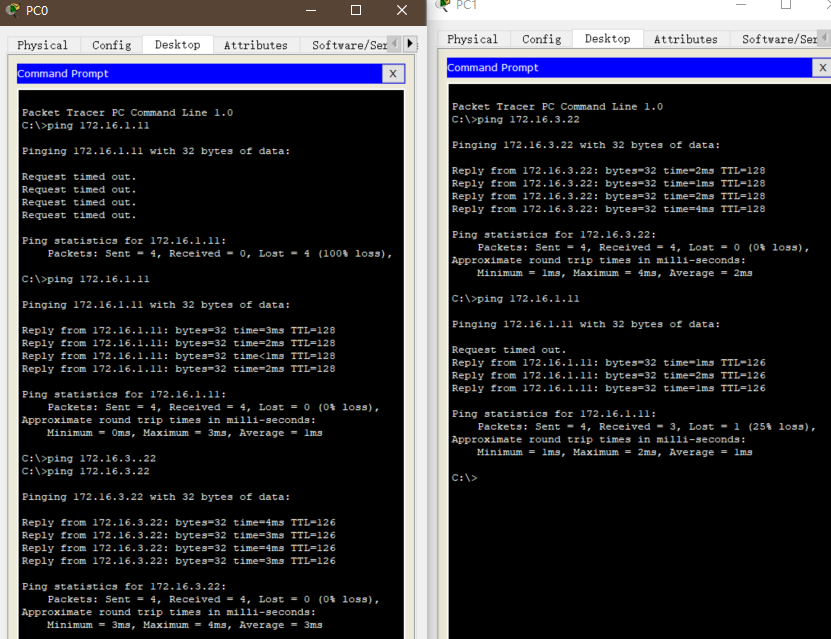 PC0
Physical Config Desktop Attributes Software/Ser
Command Prompt X
Packet Tracer PC Command Line 1.0
C:\>ping 172.16.1.11
Pinging 172.16.1.11 with 32 bytes of data:
Request timed out.
Request timed out.
Request timed out.
Request timed out.
Ping statistics for 172.16.1.11:
Packets: Sent = 4, Received = 0, Lost = 4 (100% loss),
C:\>ping 172.16.1.11
Pinging 172.16.1.11 with 32 bytes of data:
Reply from 172.16.1.11: bytes=32 time=3ms TTL=128
Reply from 172.16.1.11: bytes=32 time=2ms TTL=128
Reply from 172.16.1.11: bytes=32 time<1ms TTL=128
Reply from 172.16.1.11: bytes=32 time=2ms TTL=128
Ping statistics for 172.16.1.11:
Packets: Sent = 4, Received = 4, Lost = 0 (0% loss),
Approximate round trip times in milli-seconds:
Minimum = 0ms, Maximum = 3ms, Average = 1ms
C:\>ping 172.16.3..22
C:\>ping 172.16.3.22
Pinging 172.16.3.22 with 32 bytes of data:
Reply from 172.16.3.22: bytes=32 time=4ms TTL=126
Reply from 172.16.3.22: bytes=32 time=3ms TTL=126
Reply from 172.16.3.22: bytes=32 time=4ms TTL=126
Reply from 172.16.3.22: bytes=32 time=3ms TTL=126
Ping statistics for 172.16.3.22:
Packets: Sent = 4, Received = 4, Lost = 0 (0% loss),
Approximate round trip times in milli-seconds:
Minimum = 3ms, Maximum = 4ms, Average = 3ms
PC1
Physical Config Desktop Attributes Software/Ser
Command Prompt X
Packet Tracer PC Command Line 1.0
C:\>ping 172.16.3.22
Pinging 172.16.3.22 with 32 bytes of data:
Reply from 172.16.3.22: bytes=32 time=2ms TTL=128
Reply from 172.16.3.22: bytes=32 time=1ms TTL=128
Reply from 172.16.3.22: bytes=32 time=2ms TTL=128
Reply from 172.16.3.22: bytes=32 time=4ms TTL=128
Ping statistics for 172.16.3.22:
Packets: Sent = 4, Received = 4, Lost = 0 (0% loss),
Approximate round trip times in milli-seconds:
Minimum = 1ms, Maximum = 4ms, Average = 2ms
C:\>ping 172.16.1.11
Pinging 172.16.1.11 with 32 bytes of data:
Request timed out.
Reply from 172.16.1.11: bytes=32 time=1ms TTL=126
Reply from 172.16.1.11: bytes=32 time=2ms TTL=126
Reply from 172.16.1.11: bytes=32 time=1ms TTL=126
Ping statistics for 172.16.1.11:
Packets: Sent = 4, Received = 3, Lost = 1 (25% loss),
Approximate round trip times in milli-seconds:
Minimum = 1ms, Maximum = 2ms, Average = 1ms
C:\>